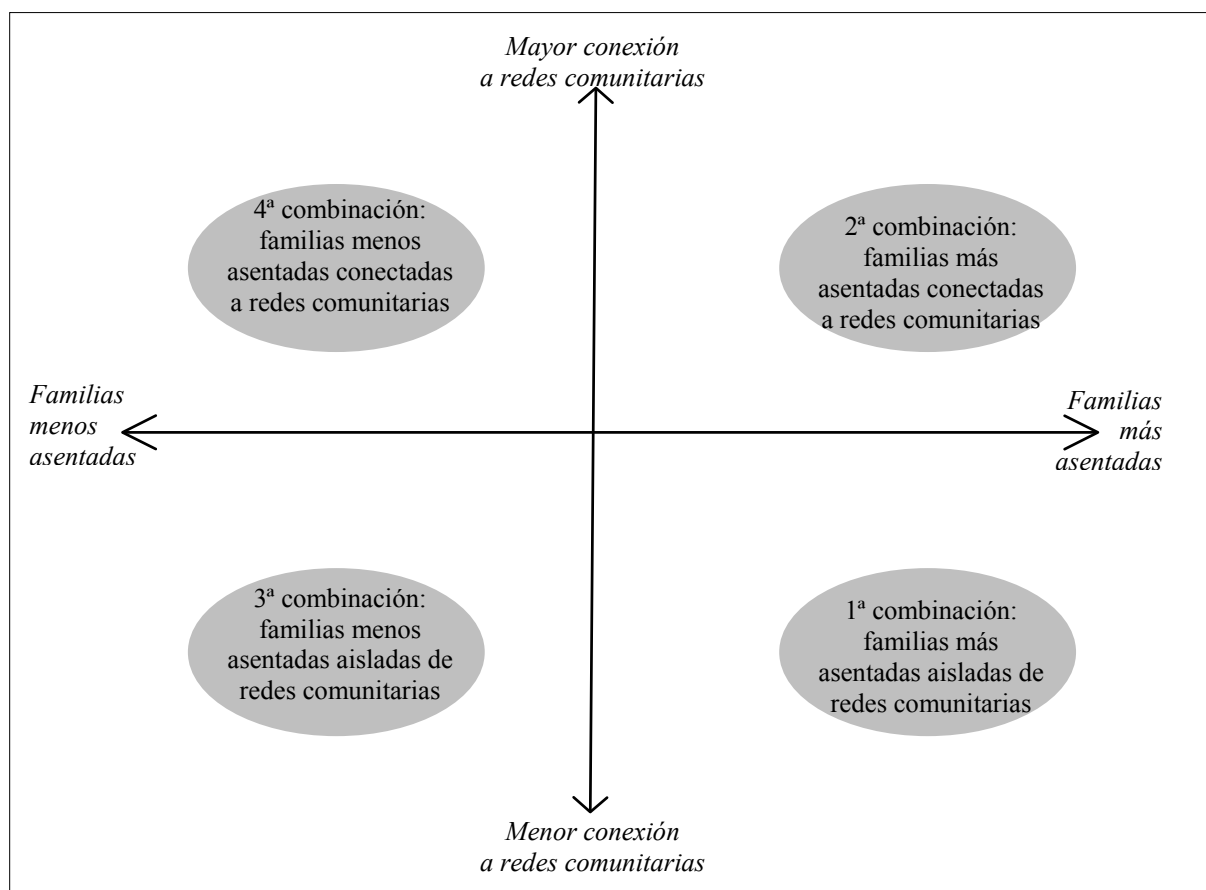 Mayor conexión
a redes comunitarias
4ª combinación:
familias menos
asentadas conectadas
a redes comunitarias
2ª combinación:
familias más
asentadas conectadas
a redes comunitarias
Familias
menos
asentadas
Familias
más
asentadas
3ª combinación:
familias menos
asentadas aisladas de
redes comunitarias
1ª combinación:
familias más
asentadas aisladas de
redes comunitarias
Menor conexión
a redes comunitarias